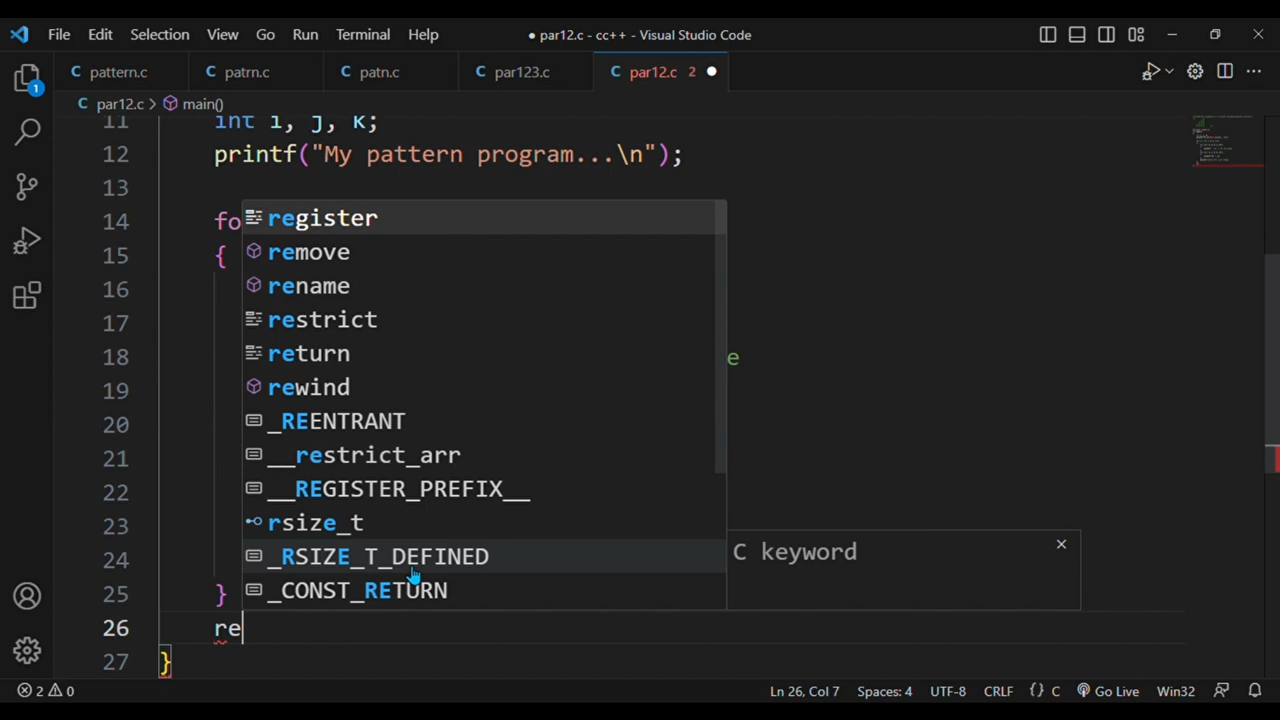 File Edit Selection View Go Run Terminal Help
● par12.c - cc++ - Visual Studio Code
C pattern.c
C patrn.c
C patn.c
C par123.c
C par12.c 2
C par12.c > main()
11 int i, j, k;
12 printf("My pattern program...\n");
13
14 fo
15 {
16
17
18 e
19
20
21
22
23
24
25 }
26 re
27 }
register
remove
rename
restrict
return
rewind
_REENTRANT
__restrict_arr
__REGISTER_PREFIX__
rsize_t
_RSIZE_T_DEFINED
_CONST_RETURN
C keyword
1
2 0
Ln 26, Col 7 Spaces: 4 UTF-8 CRLF {} C Go Live Win32